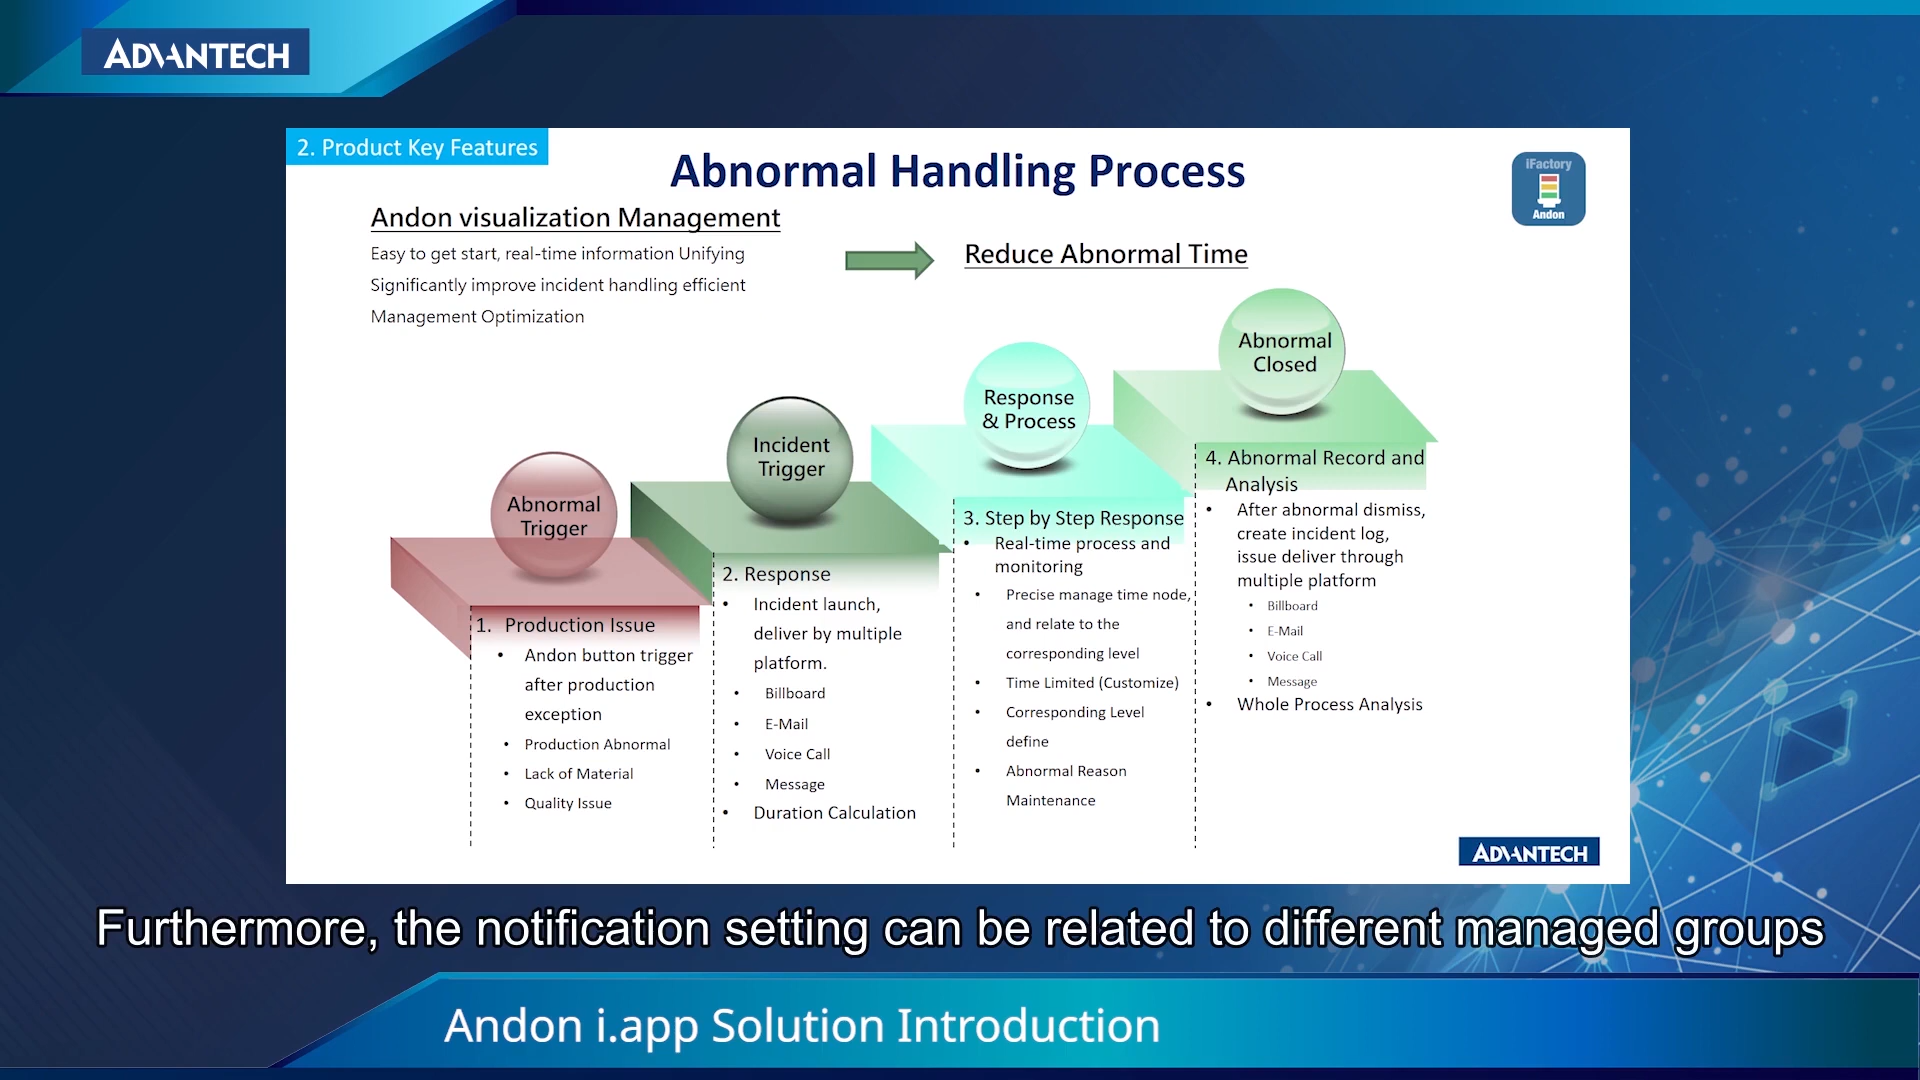 ADVANTECH
2. Product Key Features
Abnormal Handling Process
iFactory
Andon
Andon visualization Management
Easy to get start, real-time information Unifying
Significantly improve incident handling efficient
Management Optimization
Reduce Abnormal Time
Abnormal
Trigger
1. Production Issue
• Andon button trigger
after production
exception
• Production Abnormal
• Lack of Material
• Quality Issue
Incident
Trigger
2. Response
• Incident launch,
deliver by multiple
platform.
• Billboard
• E-Mail
• Voice Call
• Message
• Duration Calculation
Response
& Process
3. Step by Step Response
• Real-time process and
monitoring
• Precise manage time node,
and relate to the
corresponding level
• Time Limited (Customize)
• Corresponding Level
define
• Abnormal Reason
Maintenance
Abnormal
Closed
4. Abnormal Record and
Analysis
• After abnormal dismiss,
create incident log,
issue deliver through
multiple platform
• Billboard
• E-Mail
• Voice Call
• Message
• Whole Process Analysis
ADVANTECH
Furthermore, the notification setting can be related to different managed groups
Andon i.app Solution Introduction